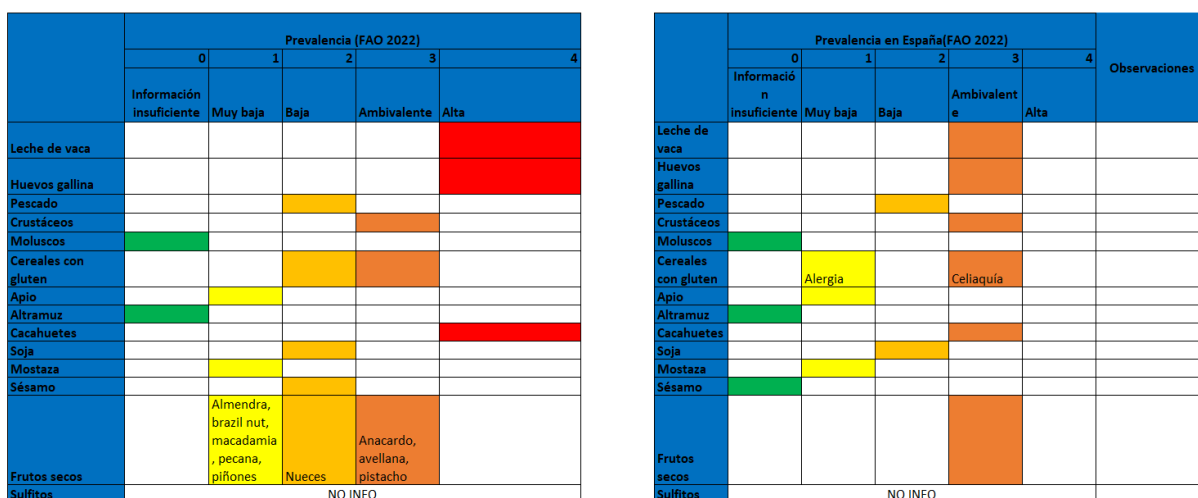 Prevalencia (FAO 2022)
0 1 2 3 4
Información
insuficiente Muy baja Baja Ambivalente Alta
Leche de vaca
Huevos gallina
Pescado
Crustáceos
Moluscos
Cereales con
gluten
Apio
Altramuz
Cacahuetes
Soja
Mostaza
Sésamo
Almendra,
brazil nut,
macadamia
, pecana,
piñones
Nueces
Anacardo,
avellana,
pistacho
Frutos secos
Sulfitos NO INFO
Prevalencia en España(FAO 2022)
0 1 2 3 4
Observaciones
Informació
n
insuficiente Muy baja Baja
Ambivalent
e
Alta
Leche de
vaca
Huevos
gallina
Pescado
Crustáceos
Moluscos
Cereales
con gluten Alergia Celiaquía
Apio
Altramuz
Cacahuetes
Soja
Mostaza
Sésamo
Frutos
secos
Sulfitos NO INFO